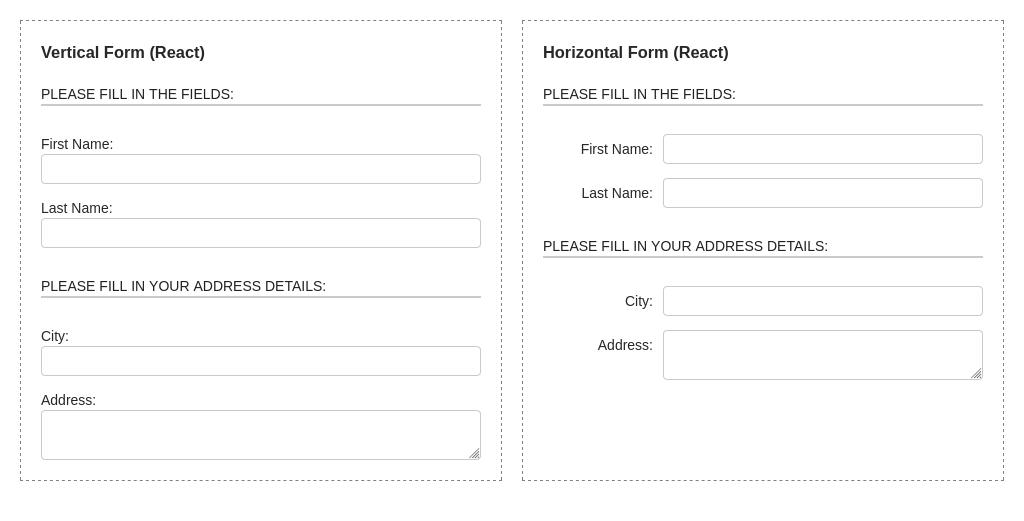 Vertical Form (React)
PLEASE FILL IN THE FIELDS:
First Name:
Last Name:
PLEASE FILL IN YOUR ADDRESS DETAILS:
City:
Address:
Horizontal Form (React)
PLEASE FILL IN THE FIELDS:
First Name:
Last Name:
PLEASE FILL IN YOUR ADDRESS DETAILS:
City:
Address: